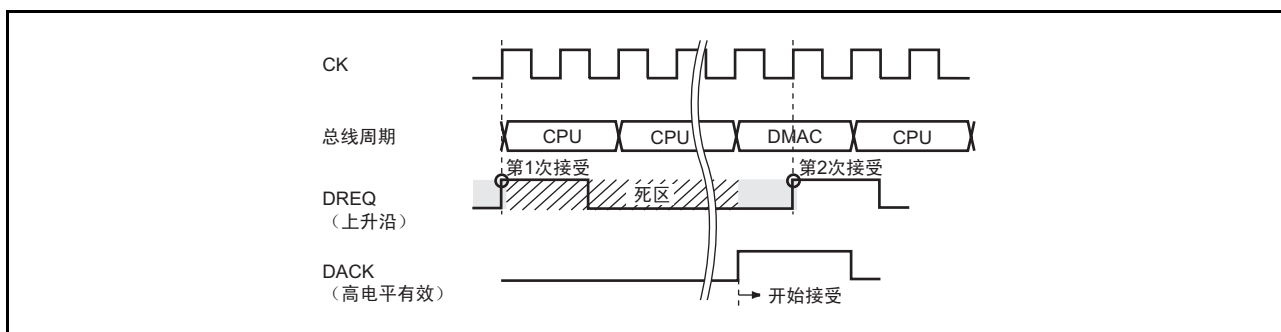 CK
总线周期 CPU CPU DMAC CPU
第1次接受 第2次接受
DREQ 死区
（上升沿）
DACK
（高电平有效） 开始接受